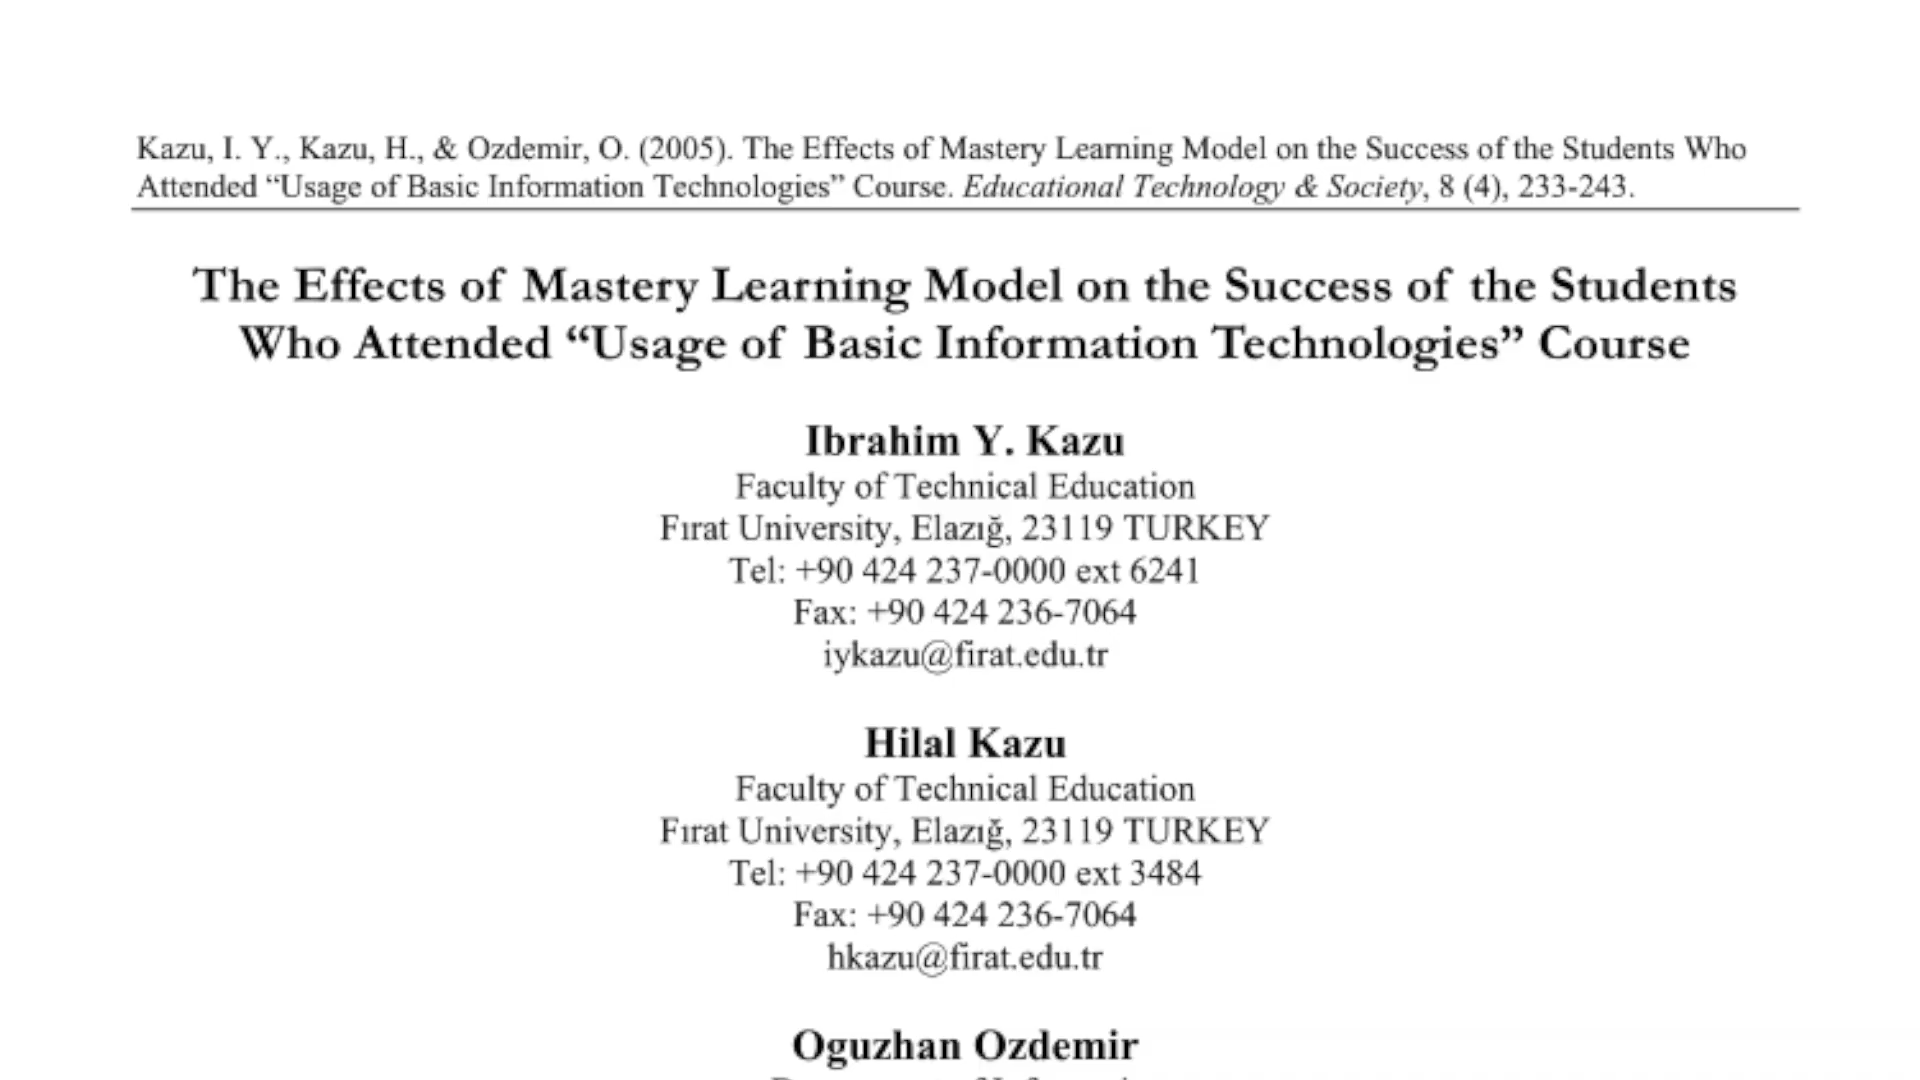 Kazu, I. Y., Kazu, H., & Ozdemir, O. (2005). The Effects of Mastery Learning Model on the Success of the Students Who
Attended “Usage of Basic Information Technologies” Course. Educational Technology & Society, 8 (4), 233-243.
The Effects of Mastery Learning Model on the Success of the Students
Who Attended “Usage of Basic Information Technologies” Course
Ibrahim Y. Kazu
Faculty of Technical Education
Fırat University, Elazığ, 23119 TURKEY
Tel: +90 424 237-0000 ext 6241
Fax: +90 424 236-7064
iykazu@firat.edu.tr
Hilal Kazu
Faculty of Technical Education
Fırat University, Elazığ, 23119 TURKEY
Tel: +90 424 237-0000 ext 3484
Fax: +90 424 236-7064
hkazu@firat.edu.tr
Oguzhan Ozdemir